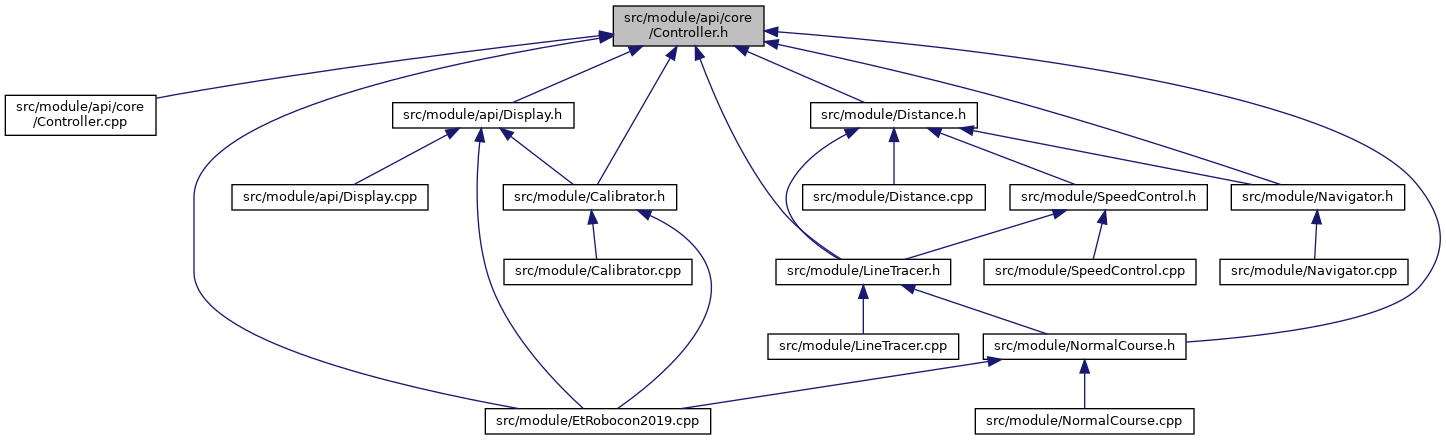 src/module/api/core
/Controller.h
src/module/api/core
/Controller.cpp
src/module/api/Display.h
src/module/Distance.h
src/module/api/Display.cpp
src/module/Calibrator.h
src/module/Distance.cpp
src/module/SpeedControl.h
src/module/Navigator.h
src/module/Calibrator.cpp
src/module/LineTracer.h
src/module/SpeedControl.cpp
src/module/Navigator.cpp
src/module/LineTracer.cpp
src/module/NormalCourse.h
src/module/EtRobocon2019.cpp
src/module/NormalCourse.cpp